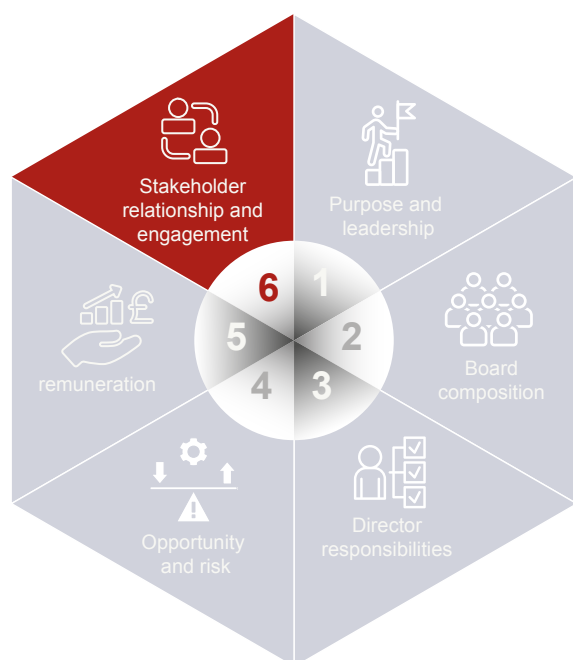 Stakeholder
relationship and
engagement
Purpose and
leadership
6
1
remuneration
£
5
2
Board
composition
4
3
Opportunity
and risk
Director
responsibilities